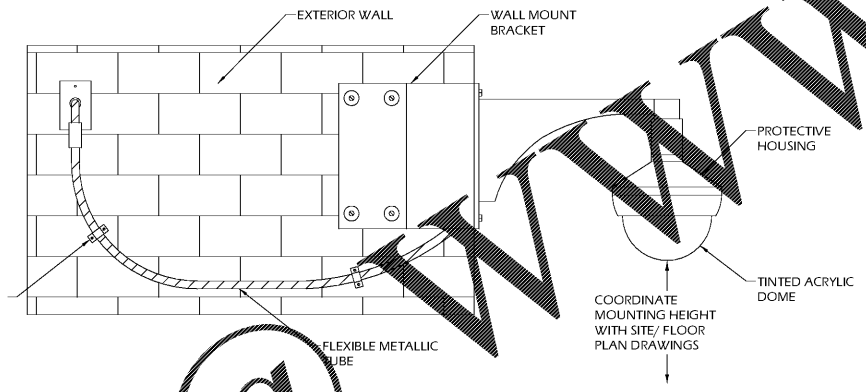 EXTERIOR WALL
WALL MOUNT
BRACKET
PROTECTIVE
HOUSING
TINTED ACRYLIC
DOME
COORDINATE
MOUNTING HEIGHT
WITH SITE/ FLOOR
PLAN DRAWINGS
FLEXIBLE METALLIC
TUBE
www